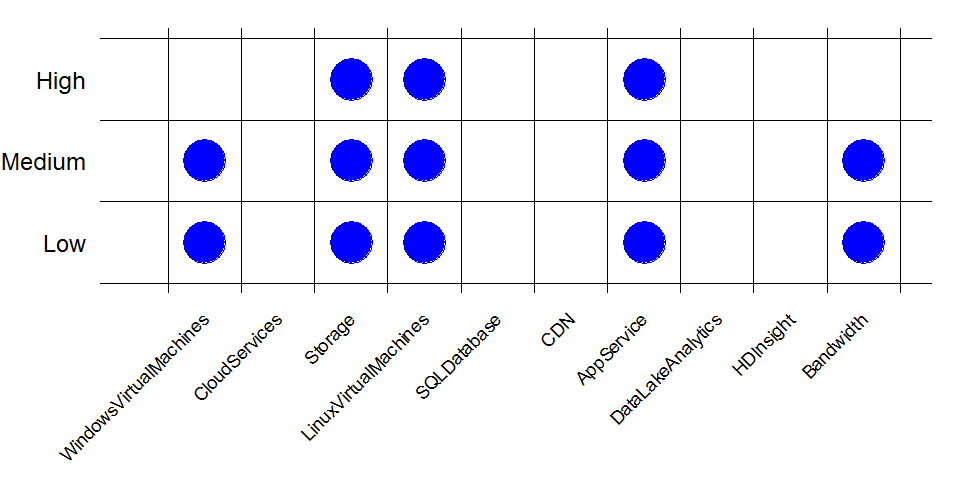 High
Medium
Low
WindowsVirtualMachines
CloudServices
Storage
LinuxVirtualMachines
SQLDatabase
CDN
AppService
DataLakeAnalytics
HDInsight
Bandwidth